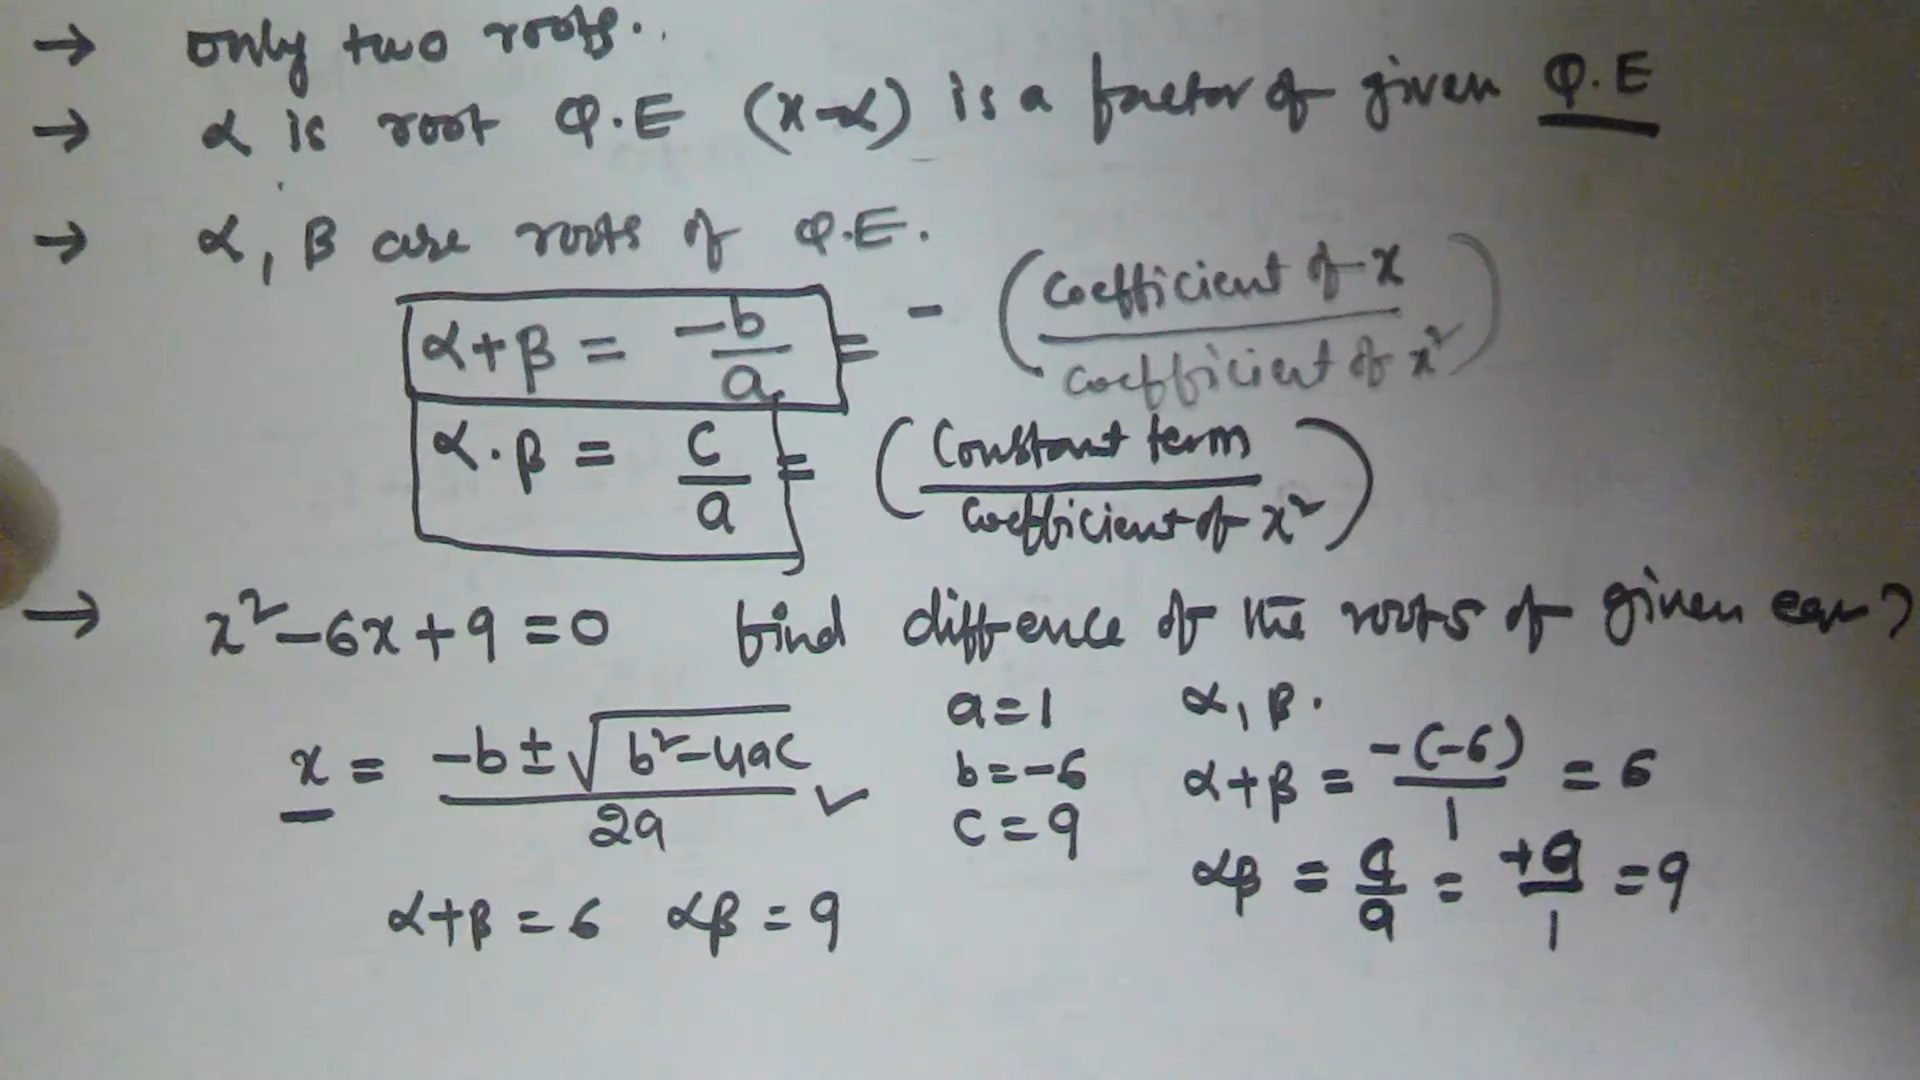 → only two roots.
→ α is root Q.E (x-α) is a factor of given Q.E
→ α, β are roots of Q.E.
α+β = -b/a = - (coefficient of x / coefficient of x²)
α.β = c/a = (constant term / coefficient of x²)
→ x²-6x+9=0 find diffence of the roots of given eqn?
x = -b±√b²-4ac / 2a ✓
a=1
b=-6
c=9
α, β.
α+β = -(-6)/1 = 6
αβ = c/a = +9/1 = 9
α+β = 6 αβ = 9